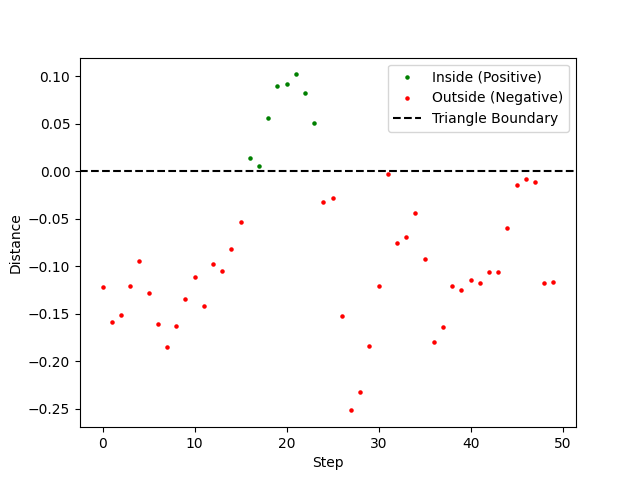 Inside (Positive)
Outside (Negative)
Triangle Boundary
0.10
0.05
0.00
−0.05
−0.10
−0.15
−0.20
−0.25
Distance
0 10 20 30 40 50
Step